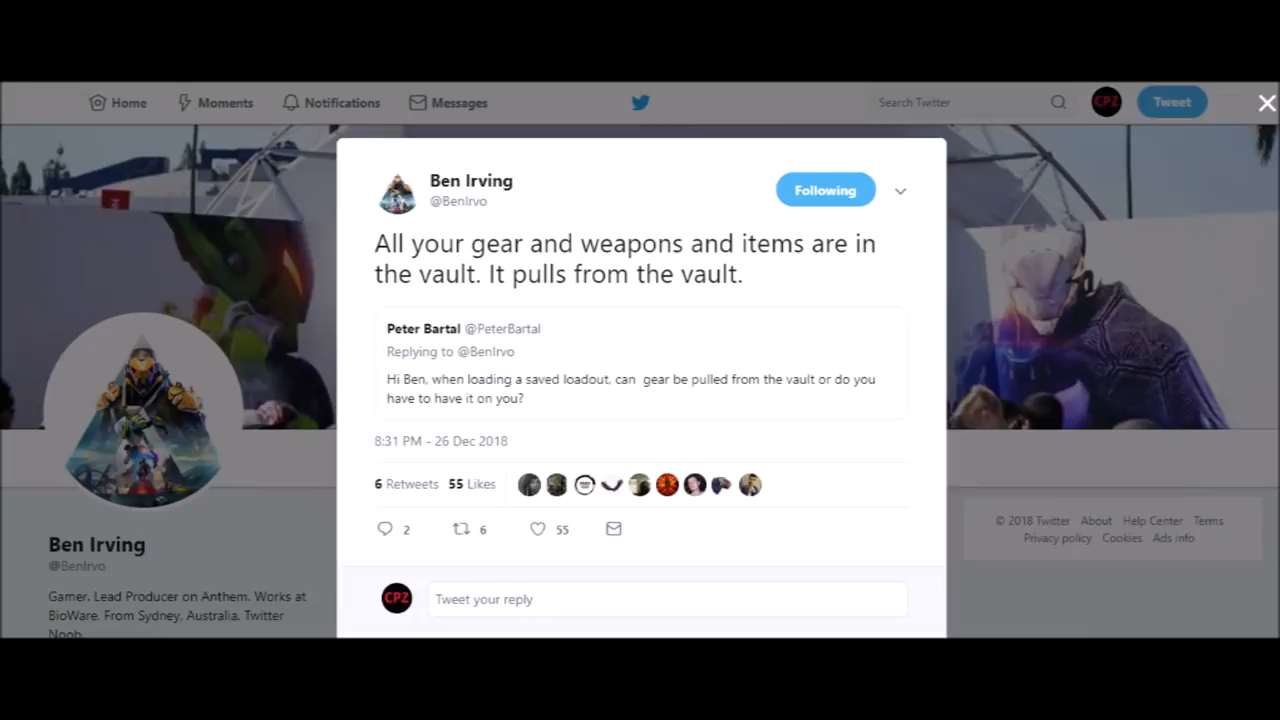 Home Moments Notifications Messages Search Twitter CPZ Tweet
Ben Irving
@BenIrvo
Following
All your gear and weapons and items are in
the vault. It pulls from the vault.
Peter Bartal @PeterBartal
Replying to @BenIrvo
Hi Ben, when loading a saved loadout, can gear be pulled from the vault or do you
have to have it on you?
8:31 PM - 26 Dec 2018
6 Retweets 55 Likes
2 6 55
CPZ Tweet your reply
Ben Irving
@BenIrvo
Gamer. Lead Producer on Anthem. Works at
BioWare. From Sydney, Australia. Twitter
Noob
© 2018 Twitter About Help Center Terms
Privacy policy Cookies Ads info